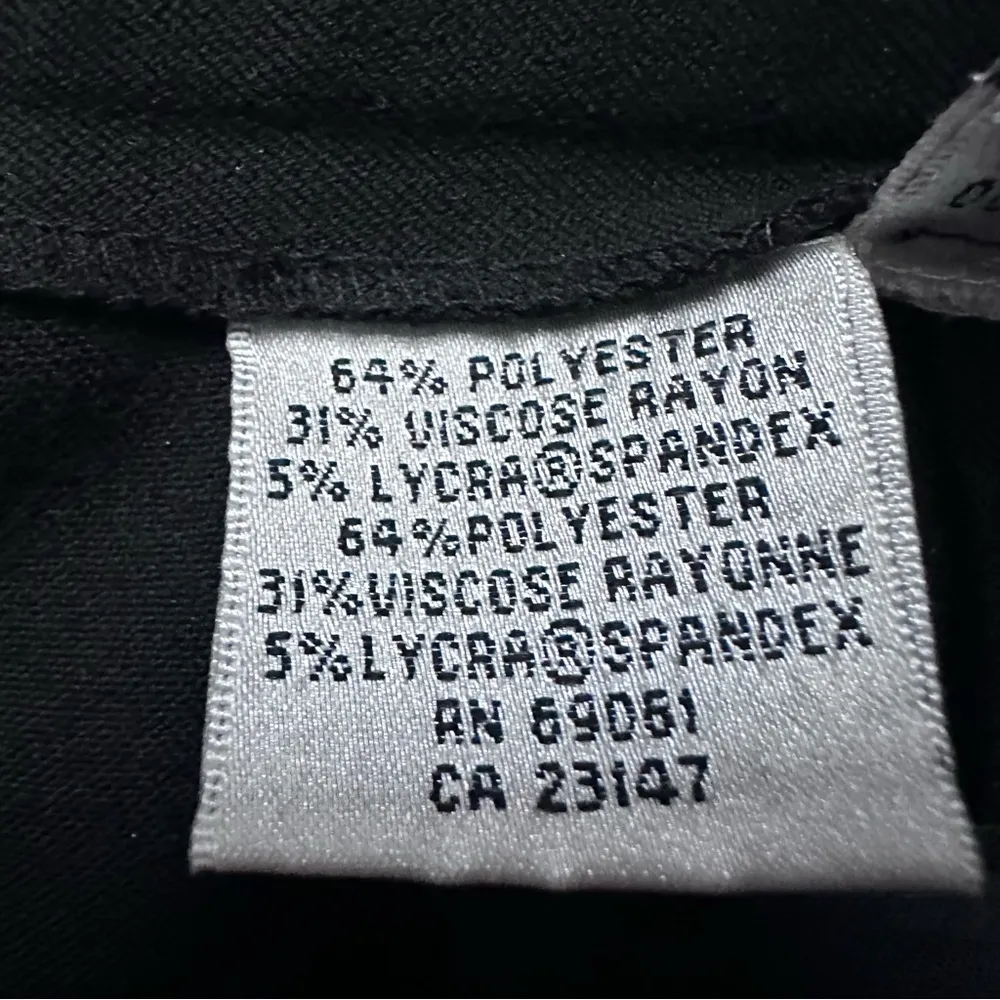 64% POLYESTER
31% VISCOSE RAYON
5% LYCRA®SPANDEX
64%POLYESTER
31%VISCOSE RAYONNE
5%LYCRA®SPANDEX
RN 69061
CA 23147